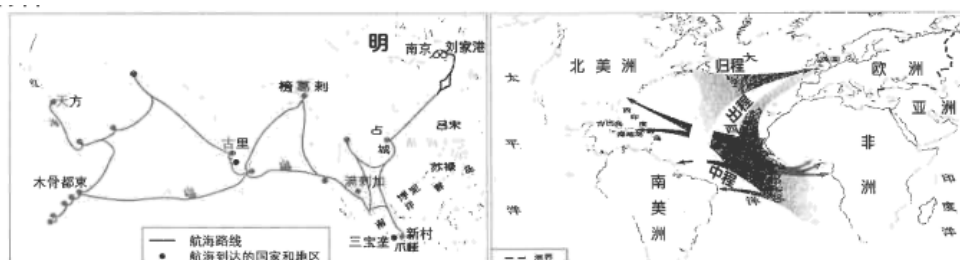 明
南京 刘家港
红
天方
海
榜葛剌
古里
占城
吕宋
苏禄
木骨都束
满剌加
三宝垄
新村
爪哇
航海路线
航海到达的国家和地区
北美洲
归程
大
欧洲
亚洲
太
平
洋
出程
西
中程
洋
非
洲
南
美
洲
印
度
洋